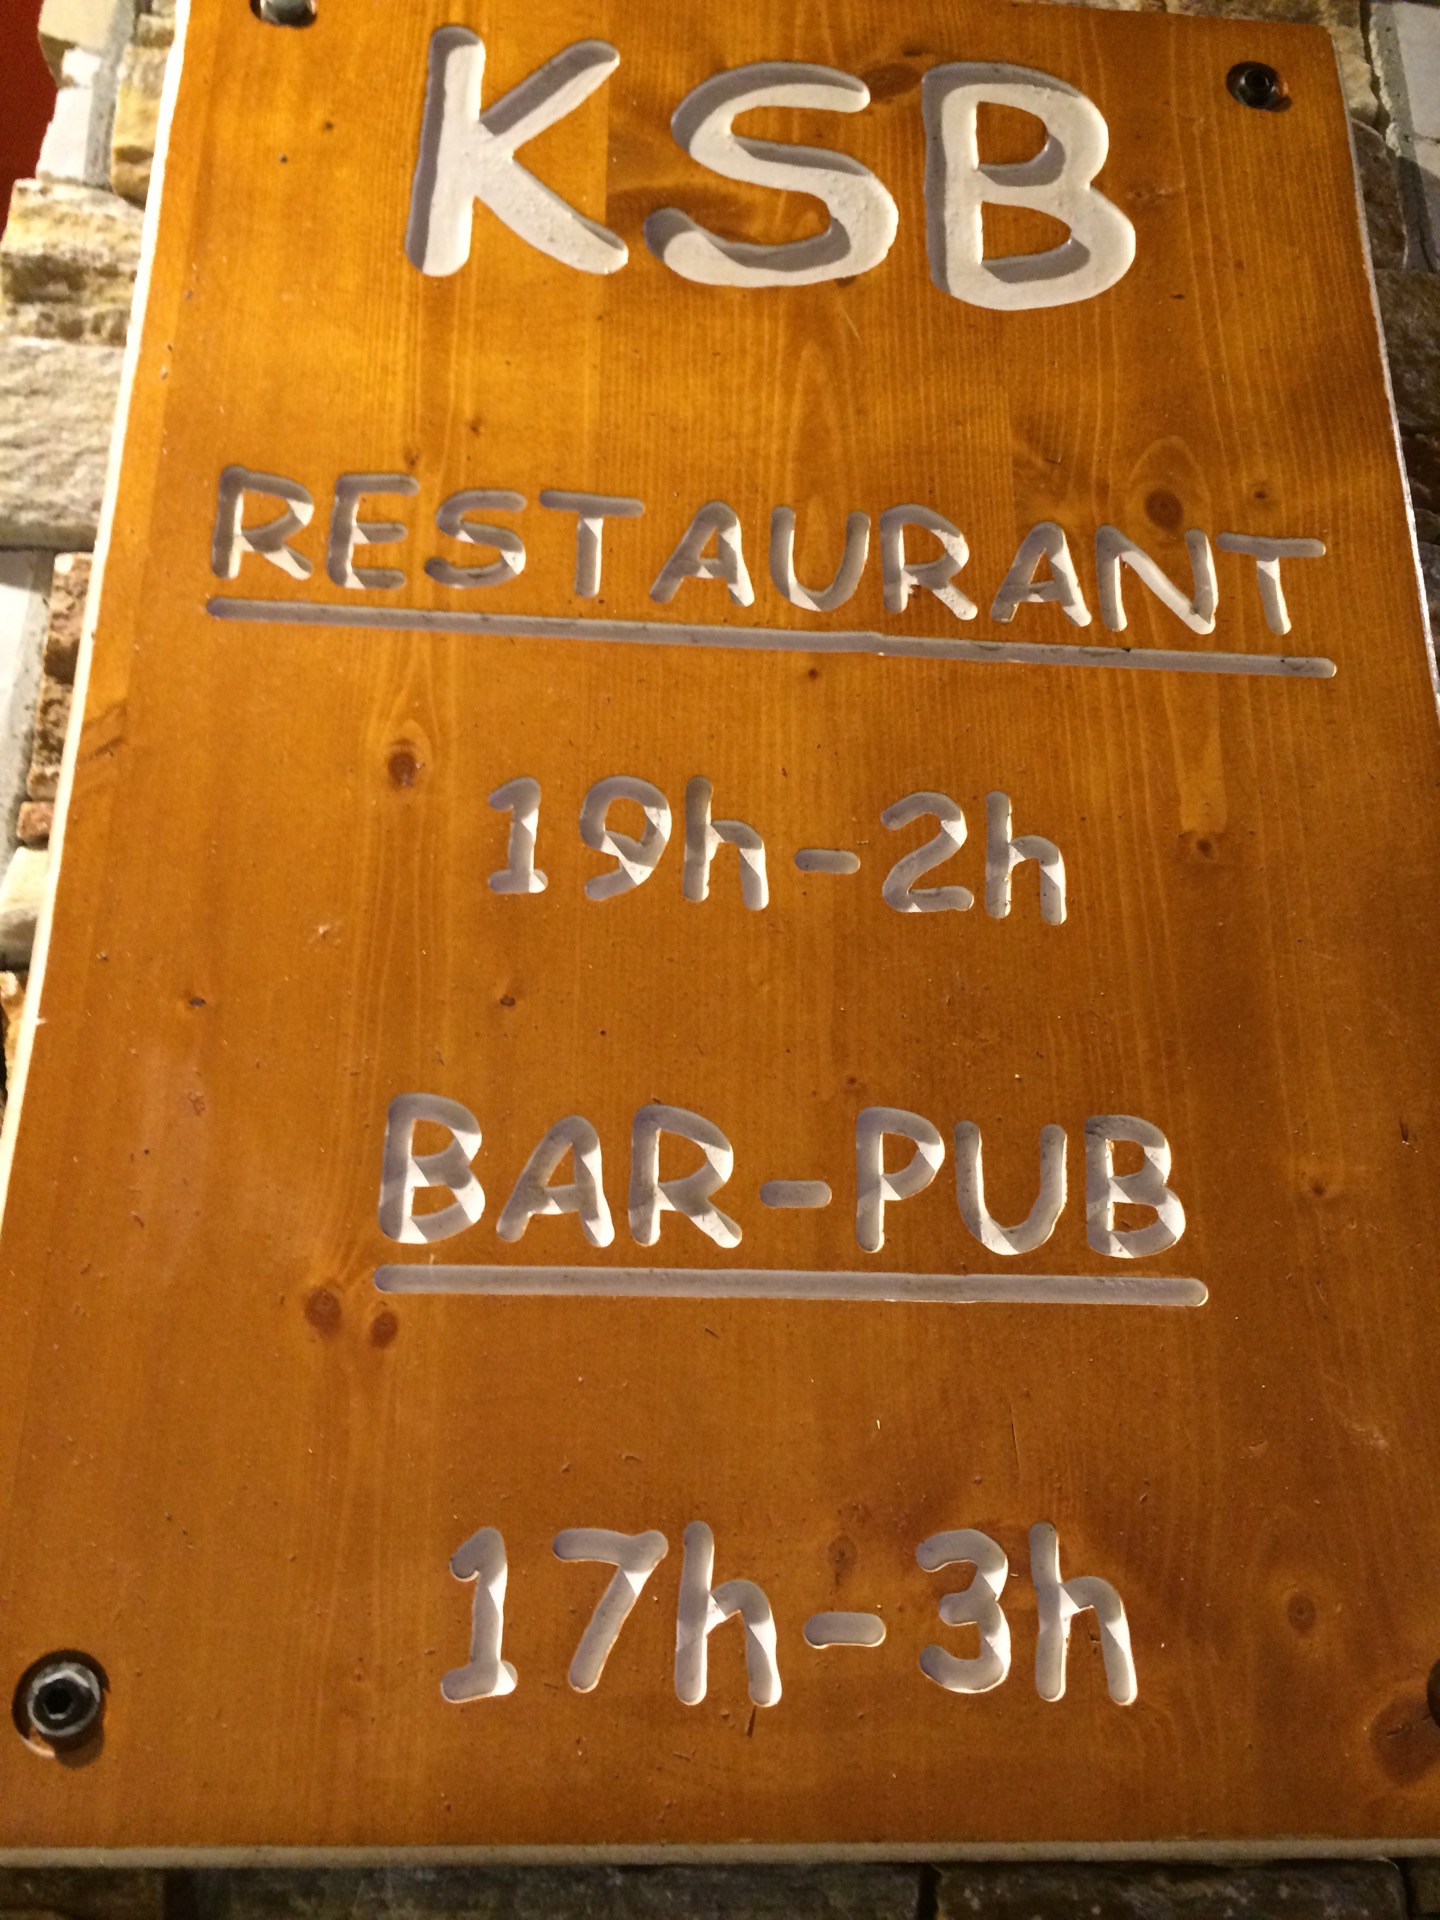 KSB
RESTAURANT
19h-2h
BAR-PUB
17h-3h